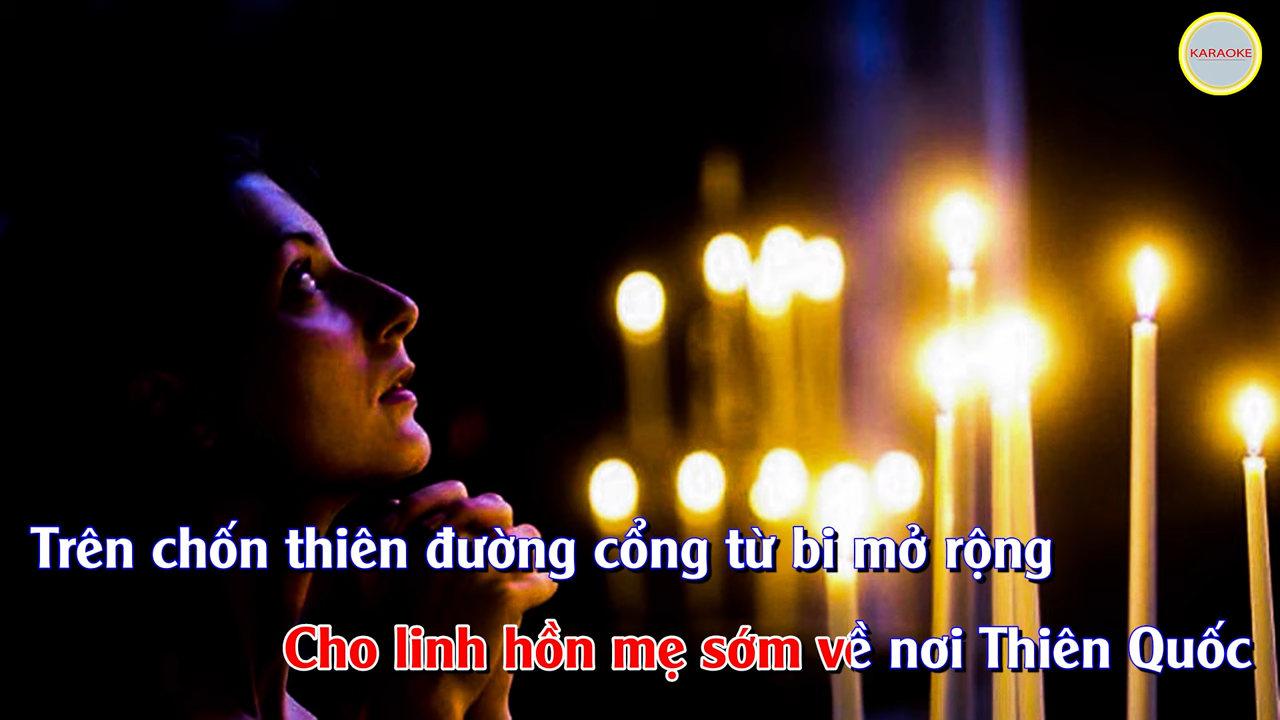 KARAOKE
Trên chốn thiên đường cổng từ bi mở rộng
Cho linh hồn mẹ sớm về nơi Thiên Quốc